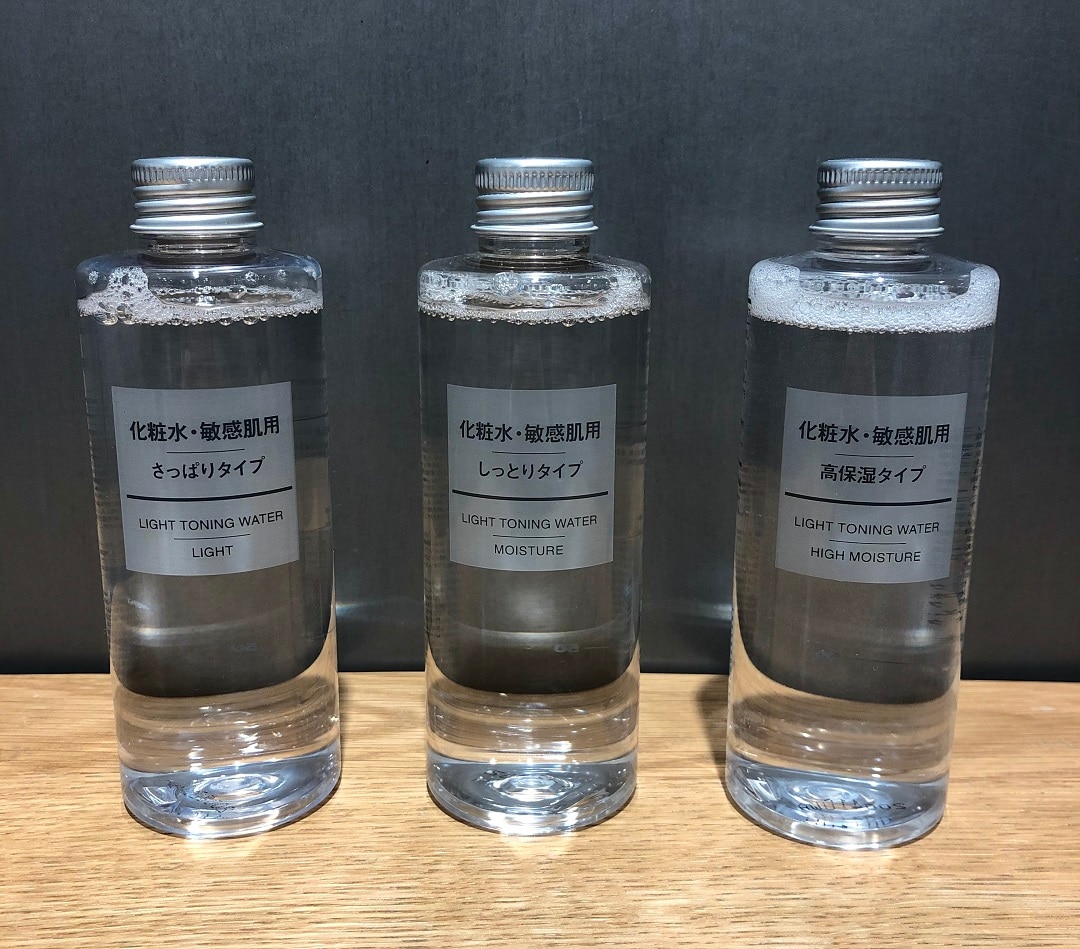 化粧水・敏感肌用
さっぱりタイプ
LIGHT TONING WATER
LIGHT
化粧水・敏感肌用
しっとりタイプ
LIGHT TONING WATER
MOISTURE
化粧水・敏感肌用
高保湿タイプ
LIGHT TONING WATER
HIGH MOISTURE